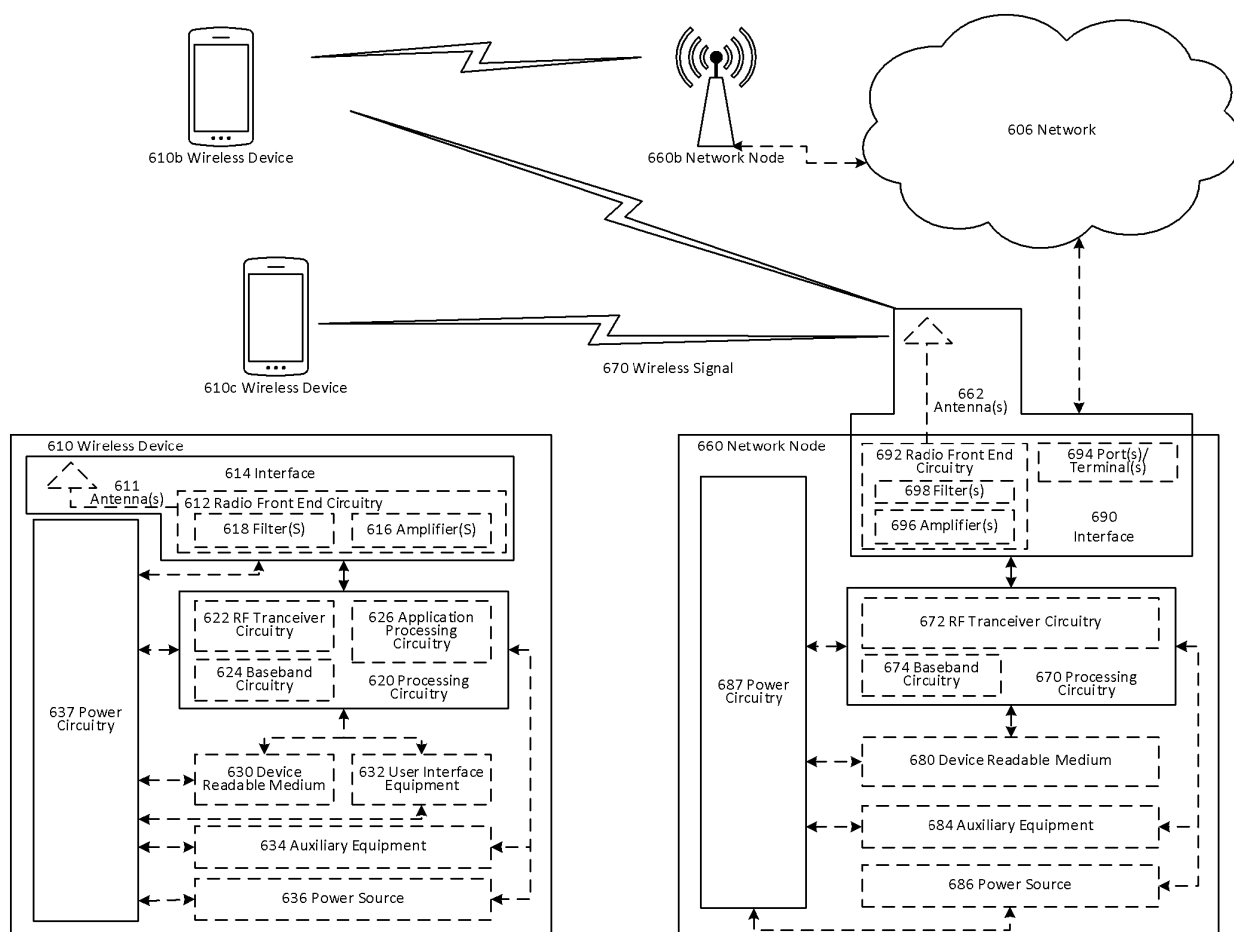 606 Network
610b Wireless Device
660b Network Node
610c Wireless Device
670 Wireless Signal
662
Antenna(s)
610 Wireless Device
614 Interface
611
Antenna(s)
612 Radio Front End Circuitry
618 Filter(S)
616 Amplifier(S)
622 RF Tranceiver
Circuitry
626 Application
Processing
Circuitry
624 Baseband
Circuitry
620 Processing
Circuitry
637 Power
Circuitry
630 Device
Readable Medium
632 User Interface
Equipment
634 Auxiliary Equipment
636 Power Source
660 Network Node
692 Radio Front End
Circuitry
694 Port(s)/
Terminal(s)
698 Filter(s)
696 Amplifier(s)
690
Interface
672 RF Tranceiver Circuitry
674 Baseband
Circuitry
670 Processing
Circuitry
687 Power
Circuitry
680 Device Readable Medium
684 Auxiliary Equipment
686 Power Source